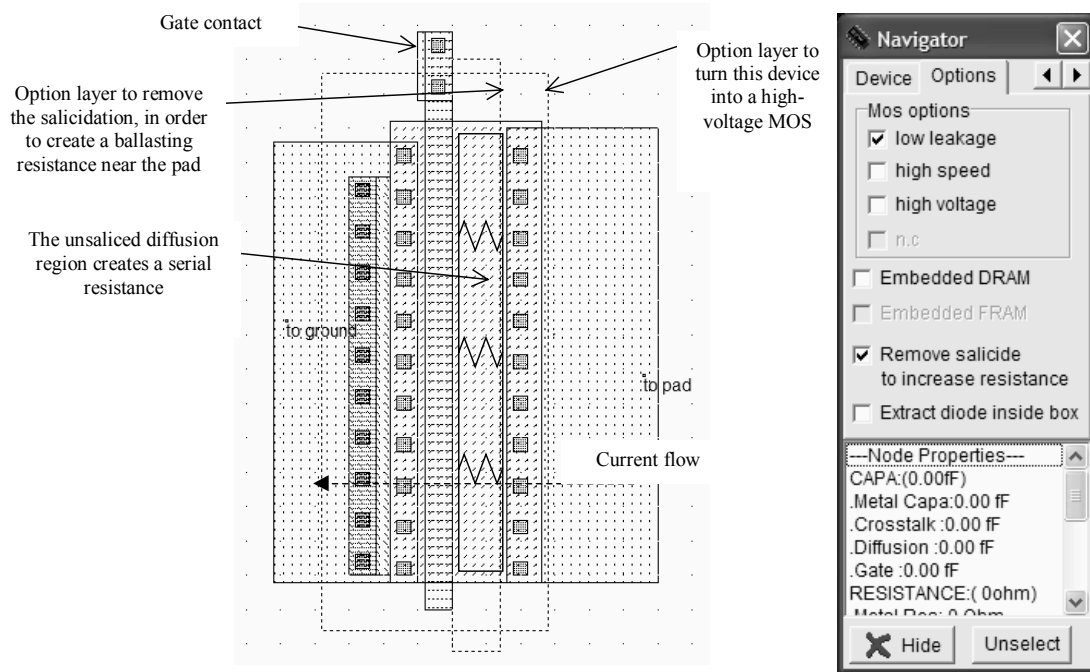 Gate contact
Option layer to remove
the salicidation, in order
to create a ballasting
resistance near the pad
The unsaliced diffusion
region creates a serial
resistance
Option layer to
turn this device
into a high-
voltage MOS
to ground
to pad
Current flow
Navigator
Device Options
Mos options
low leakage
high speed
high voltage
n.c
Embedded DRAM
Embedded FRAM
Remove salicide
to increase resistance
Extract diode inside box
---Node Properties---
CAPA:(0.00fF)
.Metal Capa:0.00 fF
.Crosstalk :0.00 fF
.Diffusion :0.00 fF
.Gate :0.00 fF
RESISTANCE:( 0ohm)
.Metal Res: 0 Ohm
Hide Unselect